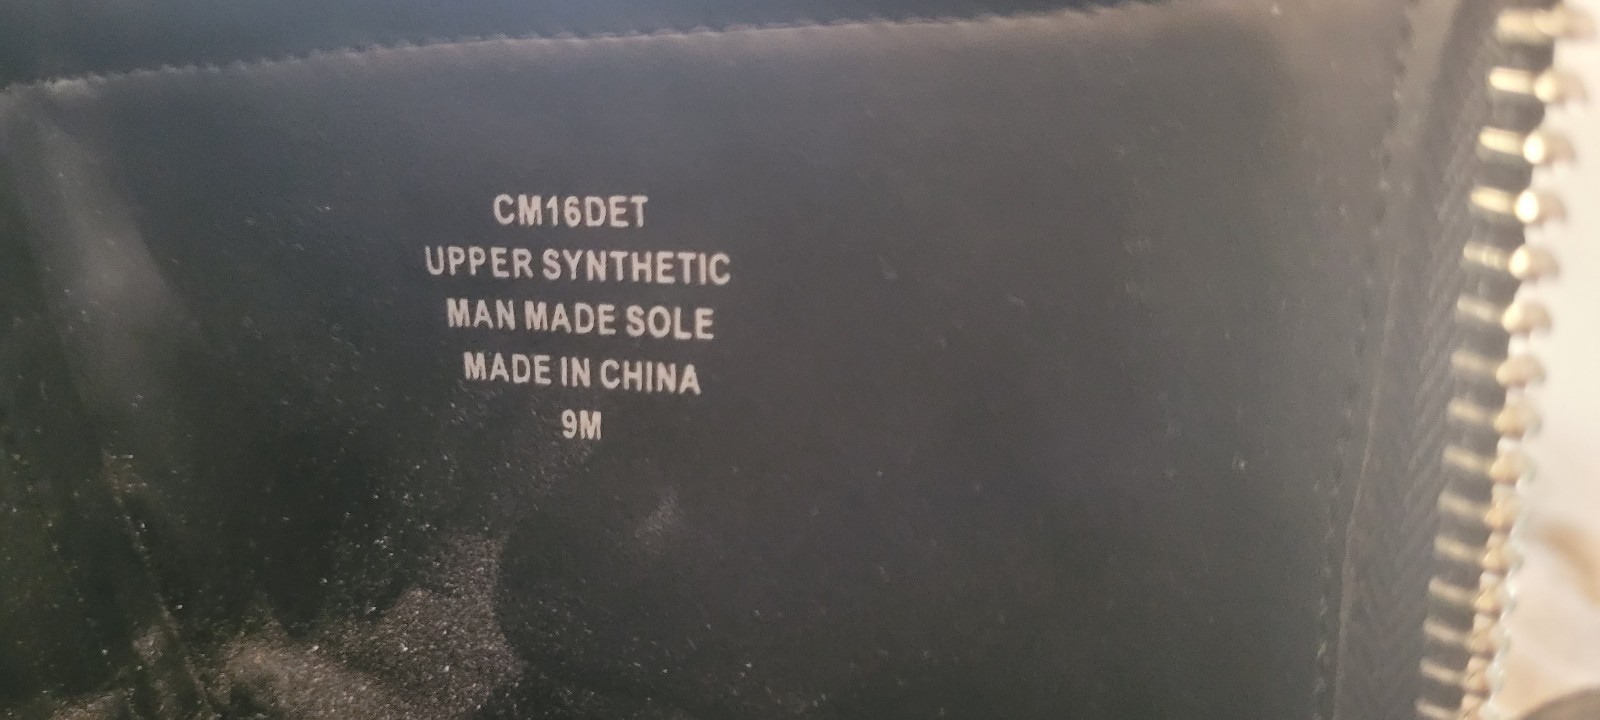 CM16DET
UPPER SYNTHETIC
MAN MADE SOLE
MADE IN CHINA
9M